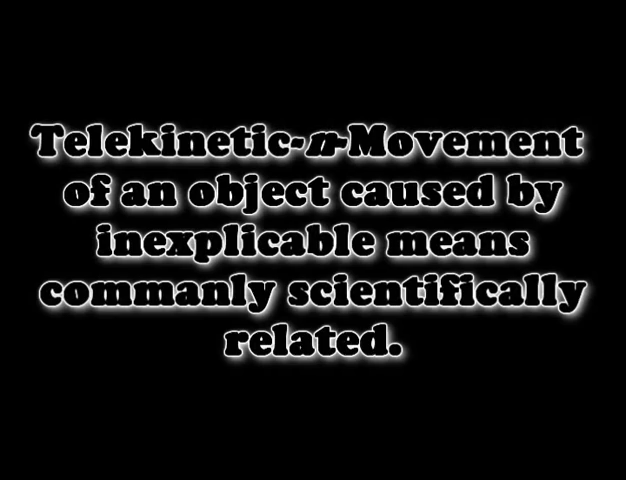 Telekinetic-n-Movement
of an object caused by
inexplicable means
commanly scientifically
related.